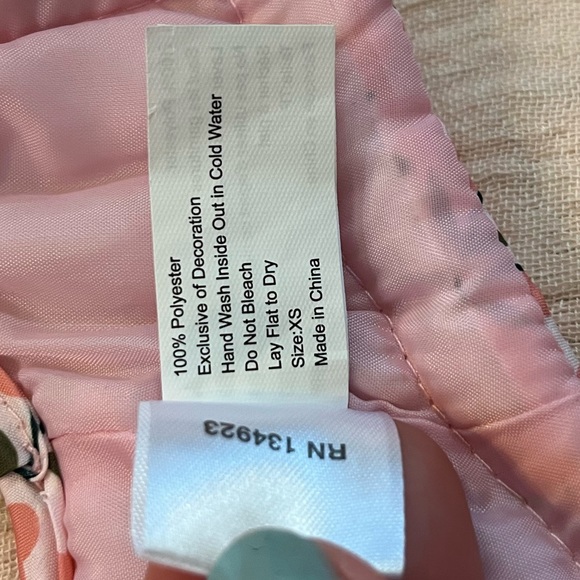 100% Polyester
Exclusive of Decoration
Hand Wash Inside Out in Cold Water
Do Not Bleach
Lay Flat to Dry
Size:XS
Made in China
RN 134923